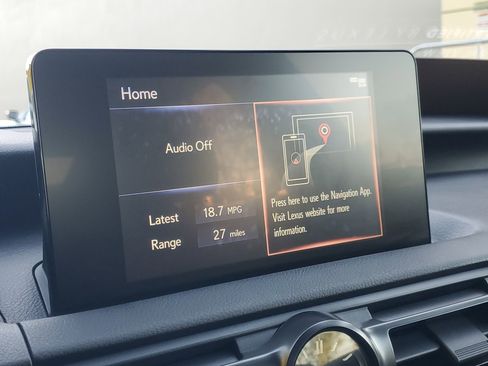 Home
Audio Off
Latest 18.7 MPG
Range 27 miles
Press here to use the Navigation App.
Visit Lexus website for more
information.